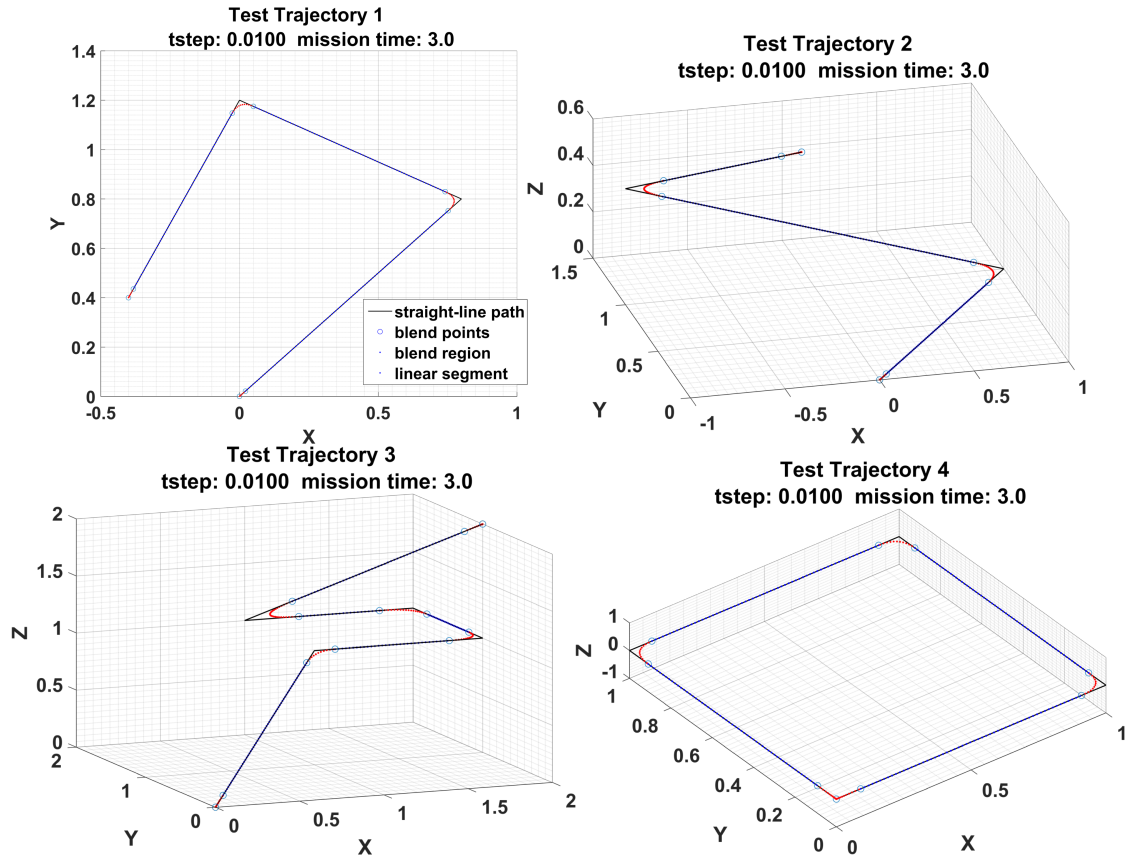 Test Trajectory 1
tstep: 0.0100  mission time: 3.0
1.4
1.2
1
0.8
0.6
0.4
0.2
0
Y
-0.5
0
0.5
1
X
straight-line path
blend points
blend region
linear segment
Test Trajectory 2
tstep: 0.0100  mission time: 3.0
0.6
0.4
0.2
0
Z
1.5
1
0.5
0
Y
-1
-0.5
0
0.5
1
X
Test Trajectory 3
tstep: 0.0100  mission time: 3.0
2
1.5
1
0.5
0
Z
2
1
0
Y
0
0.5
1
1.5
2
X
Test Trajectory 4
tstep: 0.0100  mission time: 3.0
1
0
-1
Z
1
0.8
0.6
0.4
0.2
0
Y
0
0.5
1
X